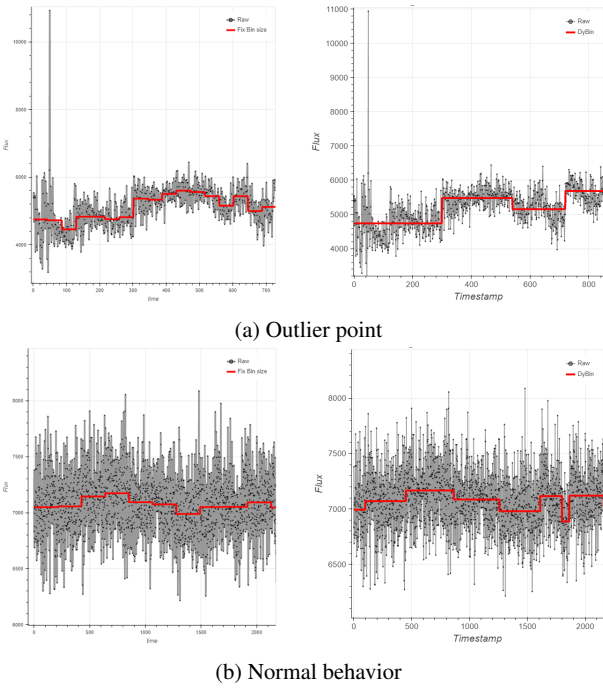 Raw
Fix Bin size
10000
8000
6000
4000
Flux
0 100 200 300 400 500 600 700
time
Raw
DyBin
11000
10000
9000
8000
7000
6000
5000
4000
Flux
0 200 400 600 800
Timestamp
(a) Outlier point
Raw
Fix Bin size
8000
7500
7000
6500
6000
Flux
0 500 1000 1500 2000
time
Raw
DyBin
8000
7500
7000
6500
Flux
0 500 1000 1500 2000
Timestamp
(b) Normal behavior